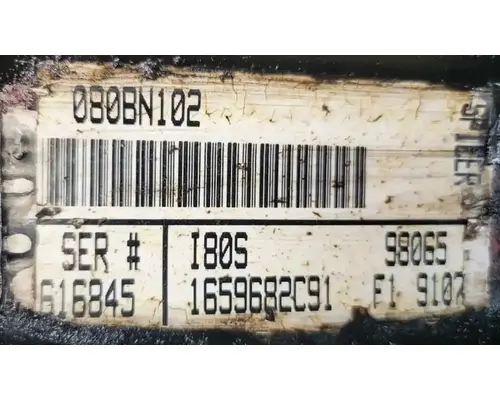 080BN102
SPICER
SER # I80S 98065
616845 1659682C91 F1 9107